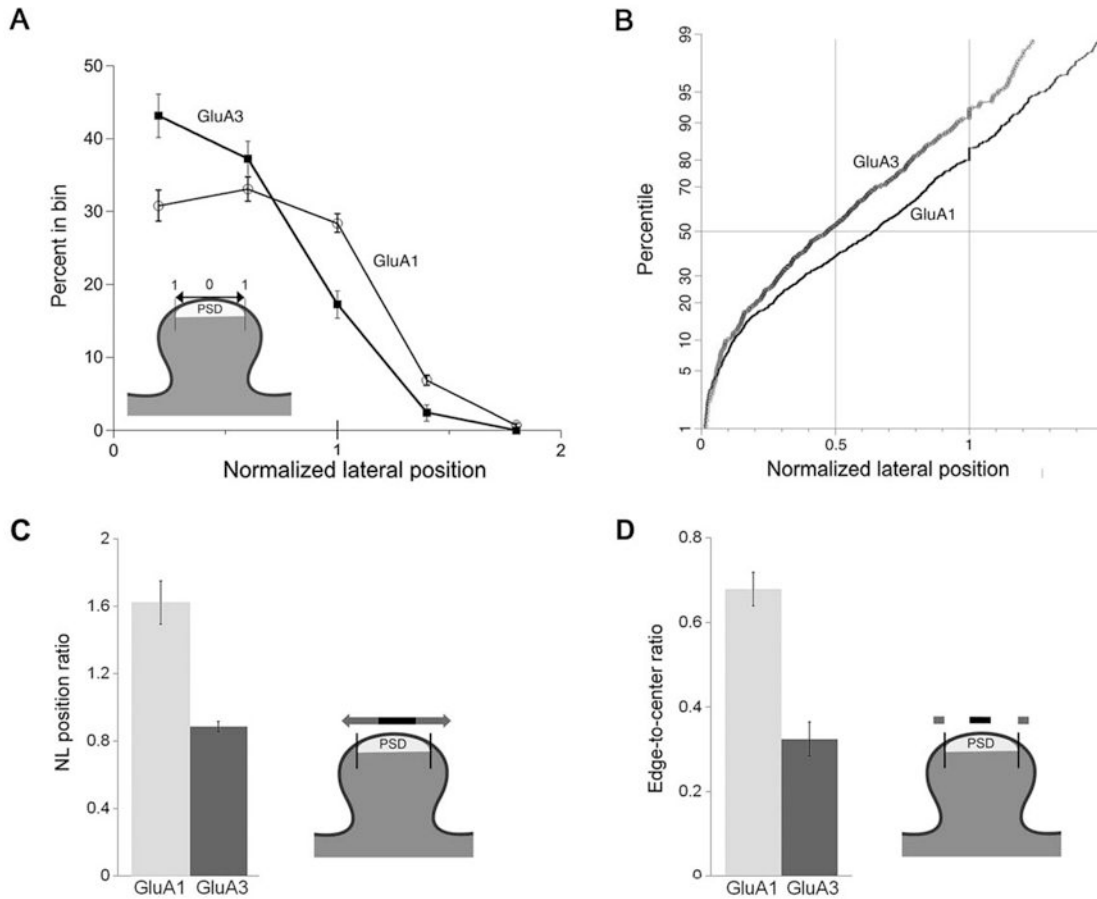 A
50
40
30
20
10
0
Percent in bin
GluA3
GluA1
1 0 1
PSD
0 1 2
Normalized lateral position
B
99
95
90
80
70
50
30
20
10
5
1
Percentile
GluA3
GluA1
0 0.5 1
Normalized lateral position
C
2
1.6
1.2
0.8
0.4
0
NL position ratio
GluA1 GluA3
PSD
D
0.8
0.6
0.4
0.2
0
Edge-to-center ratio
GluA1 GluA3
PSD